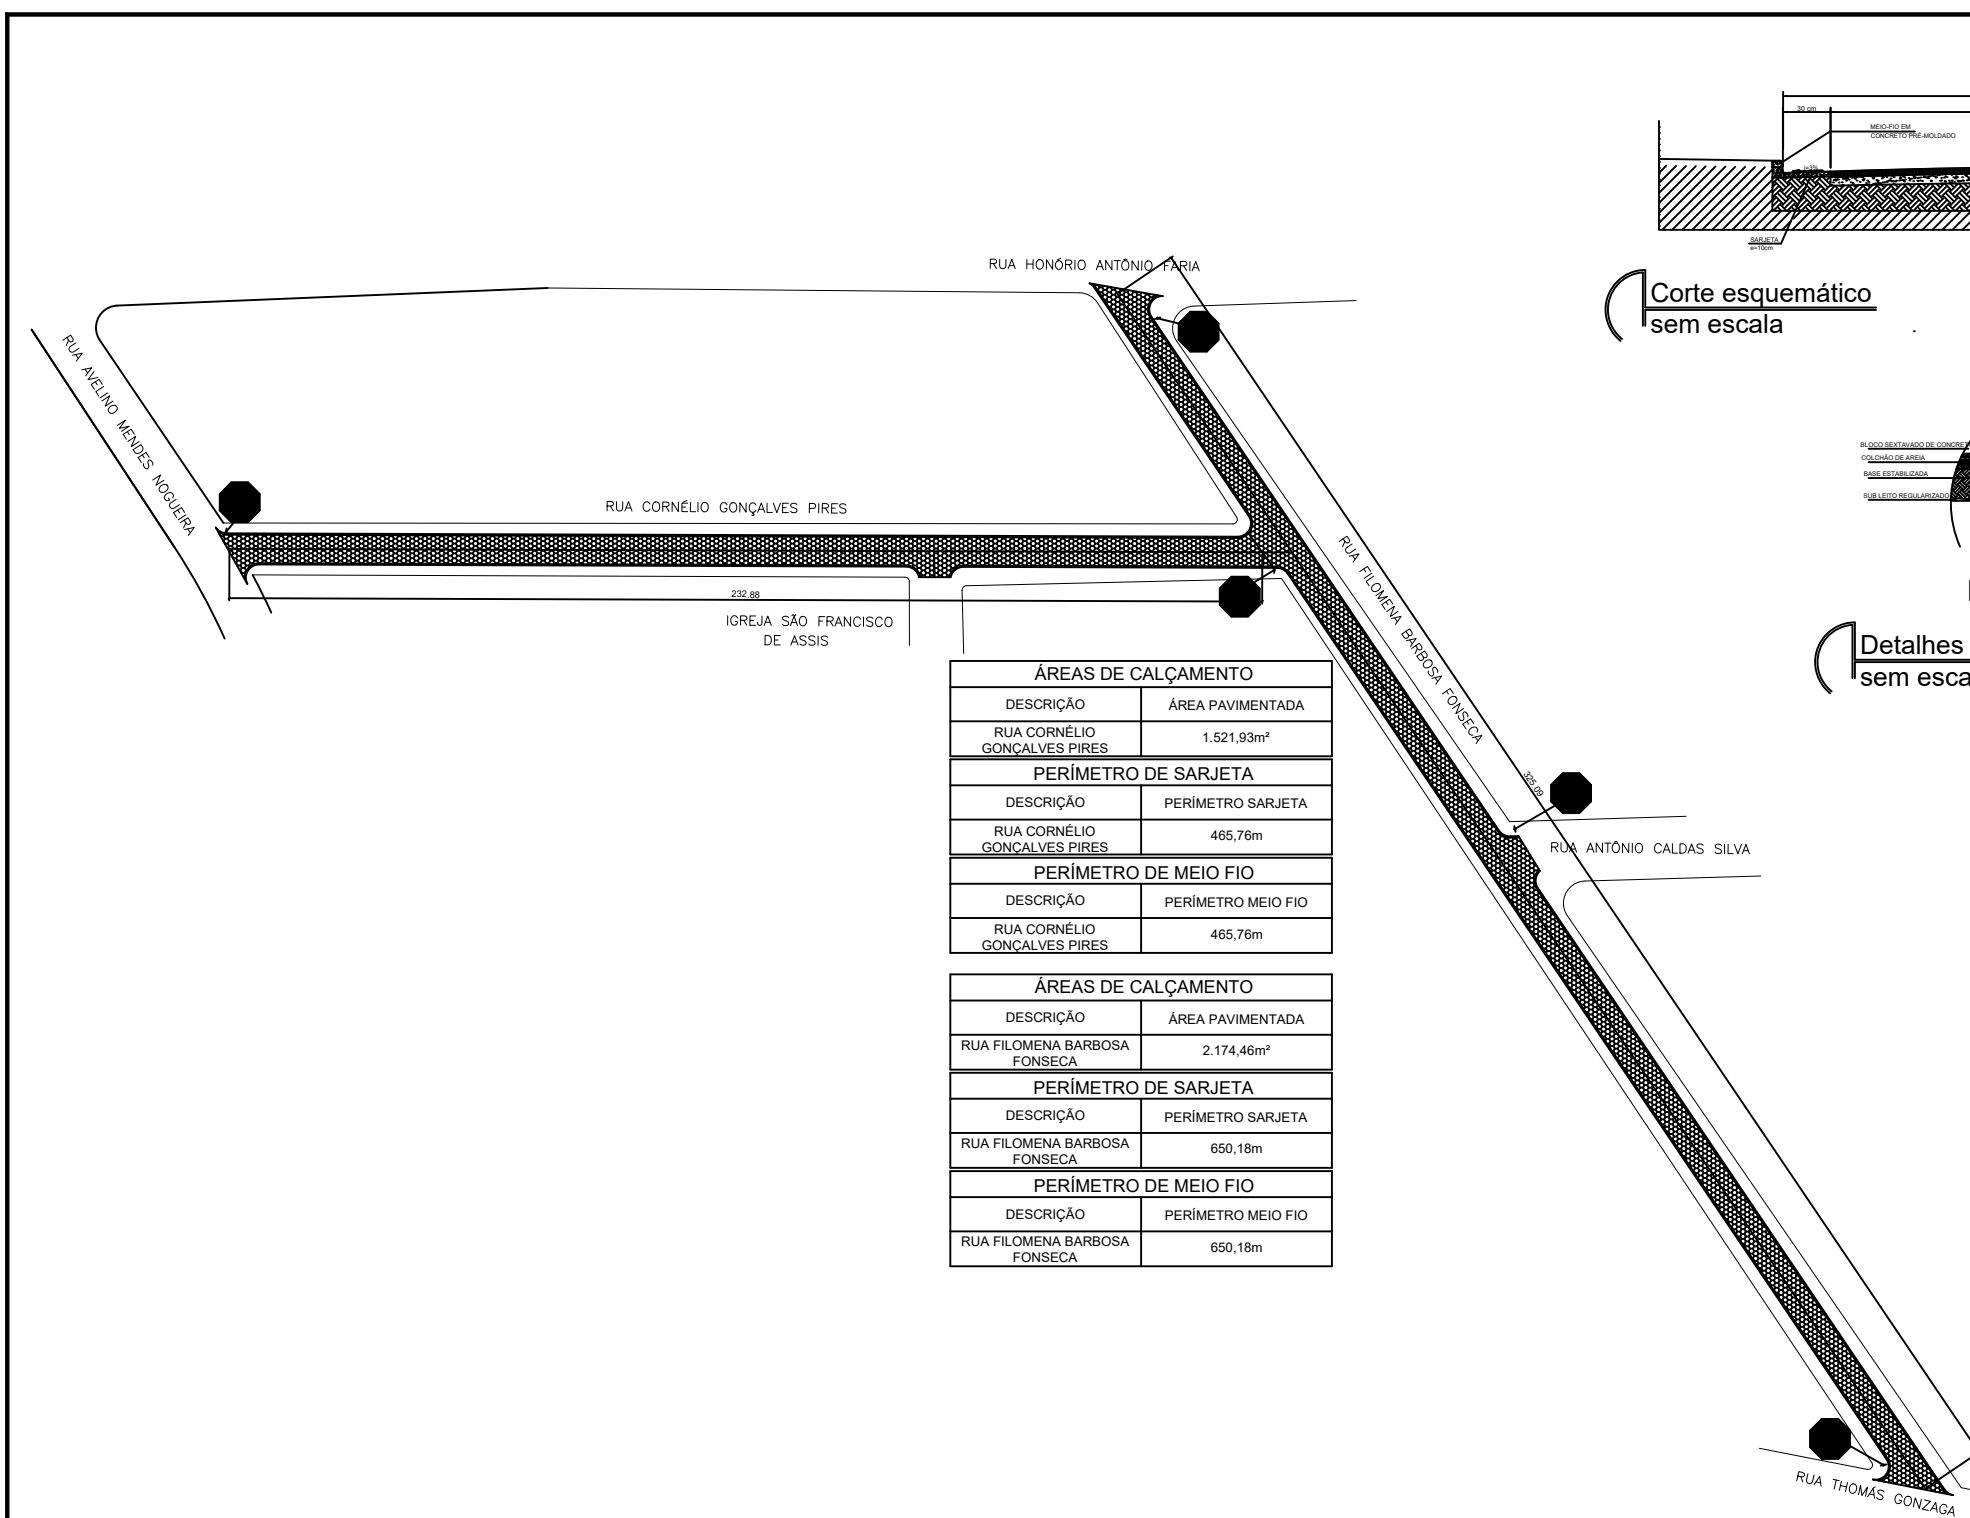 30 cm
MEIO-FIO EM
CONCRETO PRÉ-MOLDADO
i=3%
SARJETA
e=10cm
Corte esquemático
sem escala
RUA HONÓRIO ANTÔNIO FARIA
RUA AVELINO MENDES NOGUEIRA
RUA CORNÉLIO GONÇALVES PIRES
BLOCO SEXTAVADO DE CONCRET
COLCHÃO DE AREIA
BASE ESTABILIZADA
SUB LEITO REGULARIZADO
Detalhes
sem esca
RUA FILOMENA BARBOSA FONSECA
232,88
IGREJA SÃO FRANCISCO
DE ASSIS
325,09
RUA ANTÔNIO CALDAS SILVA
ÁREAS DE CALÇAMENTO
DESCRIÇÃO ÁREA PAVIMENTADA
RUA CORNÉLIO
GONÇALVES PIRES 1.521,93m²
PERÍMETRO DE SARJETA
DESCRIÇÃO PERÍMETRO SARJETA
RUA CORNÉLIO
GONÇALVES PIRES 465,76m
PERÍMETRO DE MEIO FIO
DESCRIÇÃO PERÍMETRO MEIO FIO
RUA CORNÉLIO
GONÇALVES PIRES 465,76m
ÁREAS DE CALÇAMENTO
DESCRIÇÃO ÁREA PAVIMENTADA
RUA FILOMENA BARBOSA
FONSECA 2.174,46m²
PERÍMETRO DE SARJETA
DESCRIÇÃO PERÍMETRO SARJETA
RUA FILOMENA BARBOSA
FONSECA 650,18m
PERÍMETRO DE MEIO FIO
DESCRIÇÃO PERÍMETRO MEIO FIO
RUA FILOMENA BARBOSA
FONSECA 650,18m
RUA THOMÁS GONZAGA